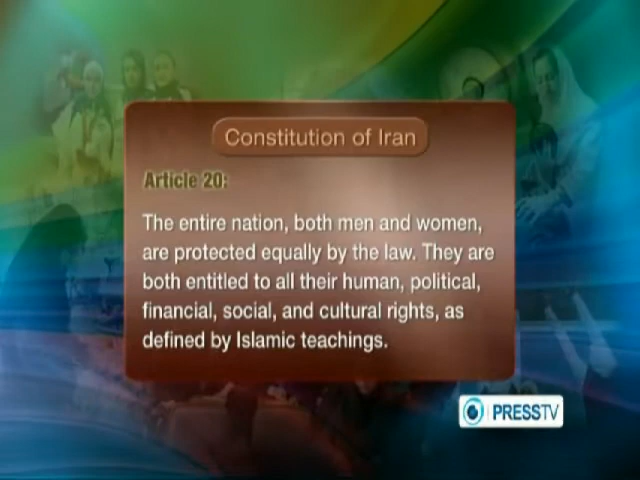 Constitution of Iran
Article 20:
The entire nation, both men and women,
are protected equally by the law. They are
both entitled to all their human, political,
financial, social, and cultural rights, as
defined by Islamic teachings.
PRESSTV